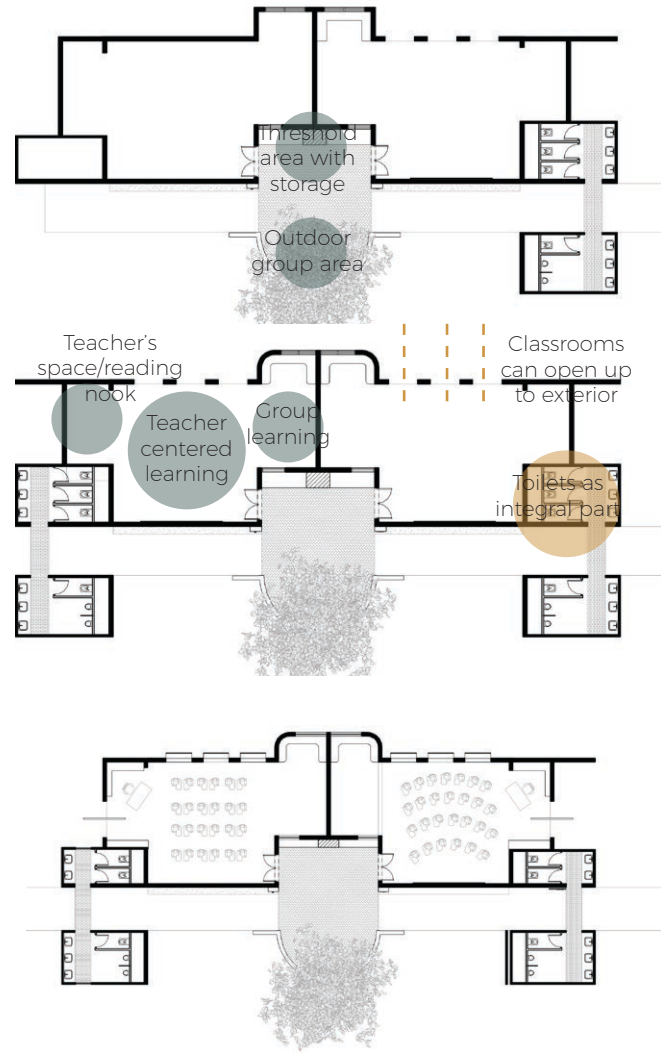 Threshold
area with
storage
Outdoor
group area
Teacher's
space/reading
nook
Teacher
centered
learning
Group
learning
Classrooms
can open up
to exterior
Toilets as
integral part